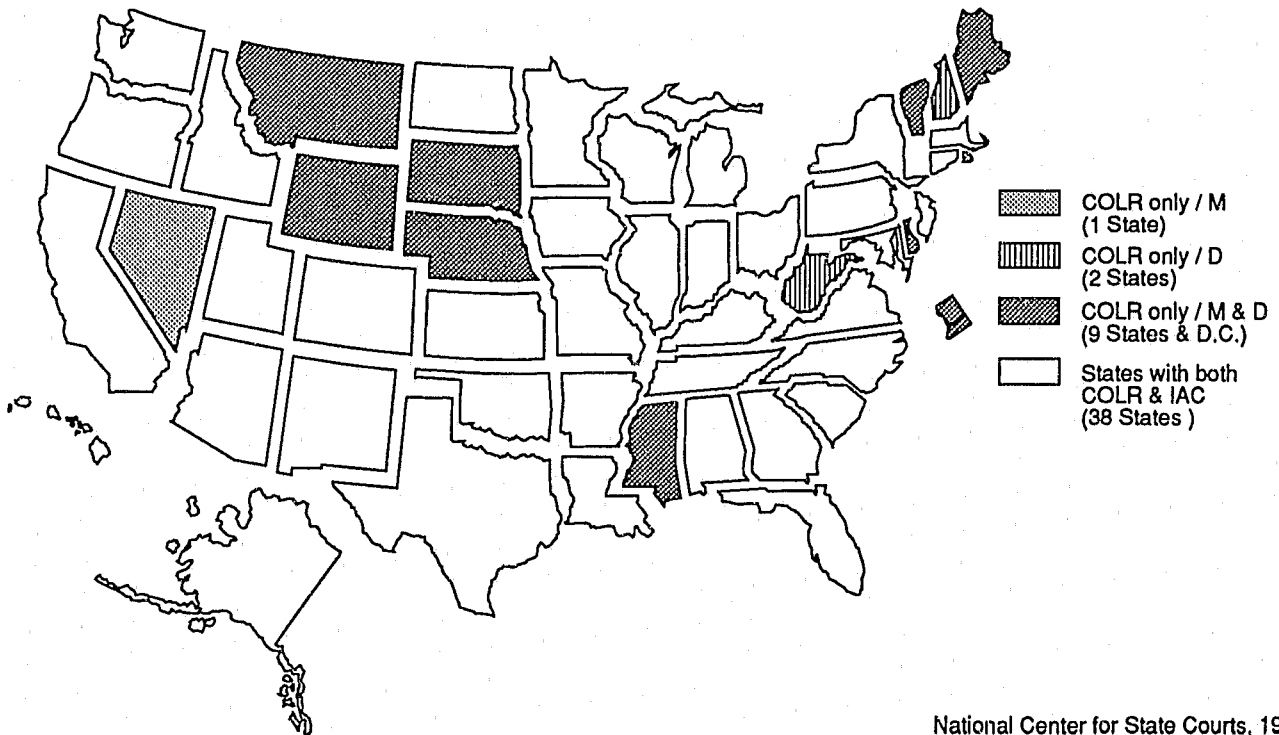 COLR only / M
(1 State)
COLR only / D
(2 States)
COLR only / M & D
(9 States & D.C.)
States with both
COLR & IAC
(38 States )
National Center for State Courts, 19